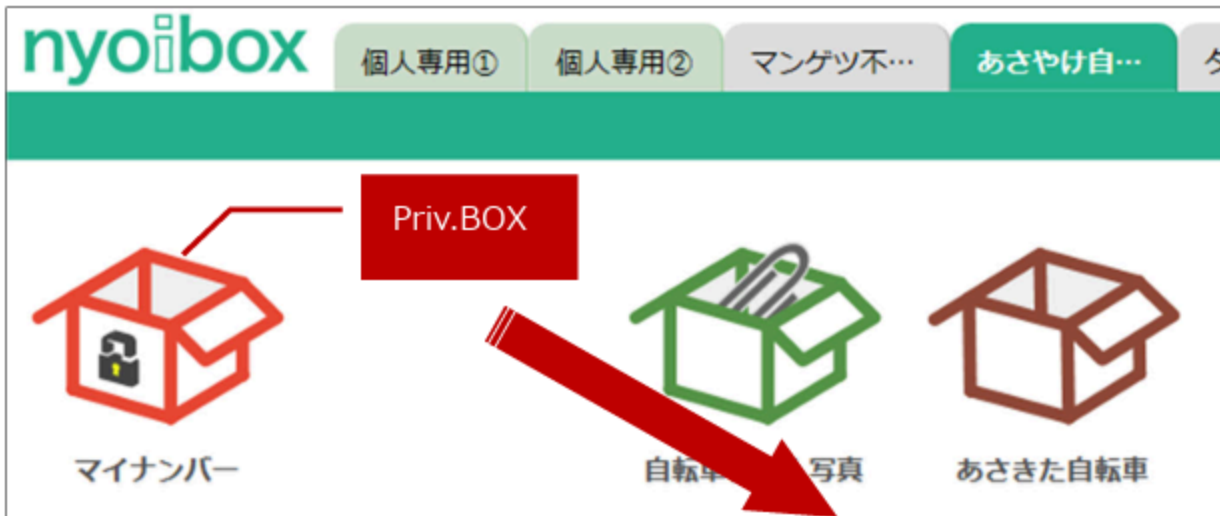 nyoibox
個人専用①
個人専用②
マンゲツ不…
あさやけ自…
Priv.BOX
マイナンバー
自転車
写真
あさきた自転車